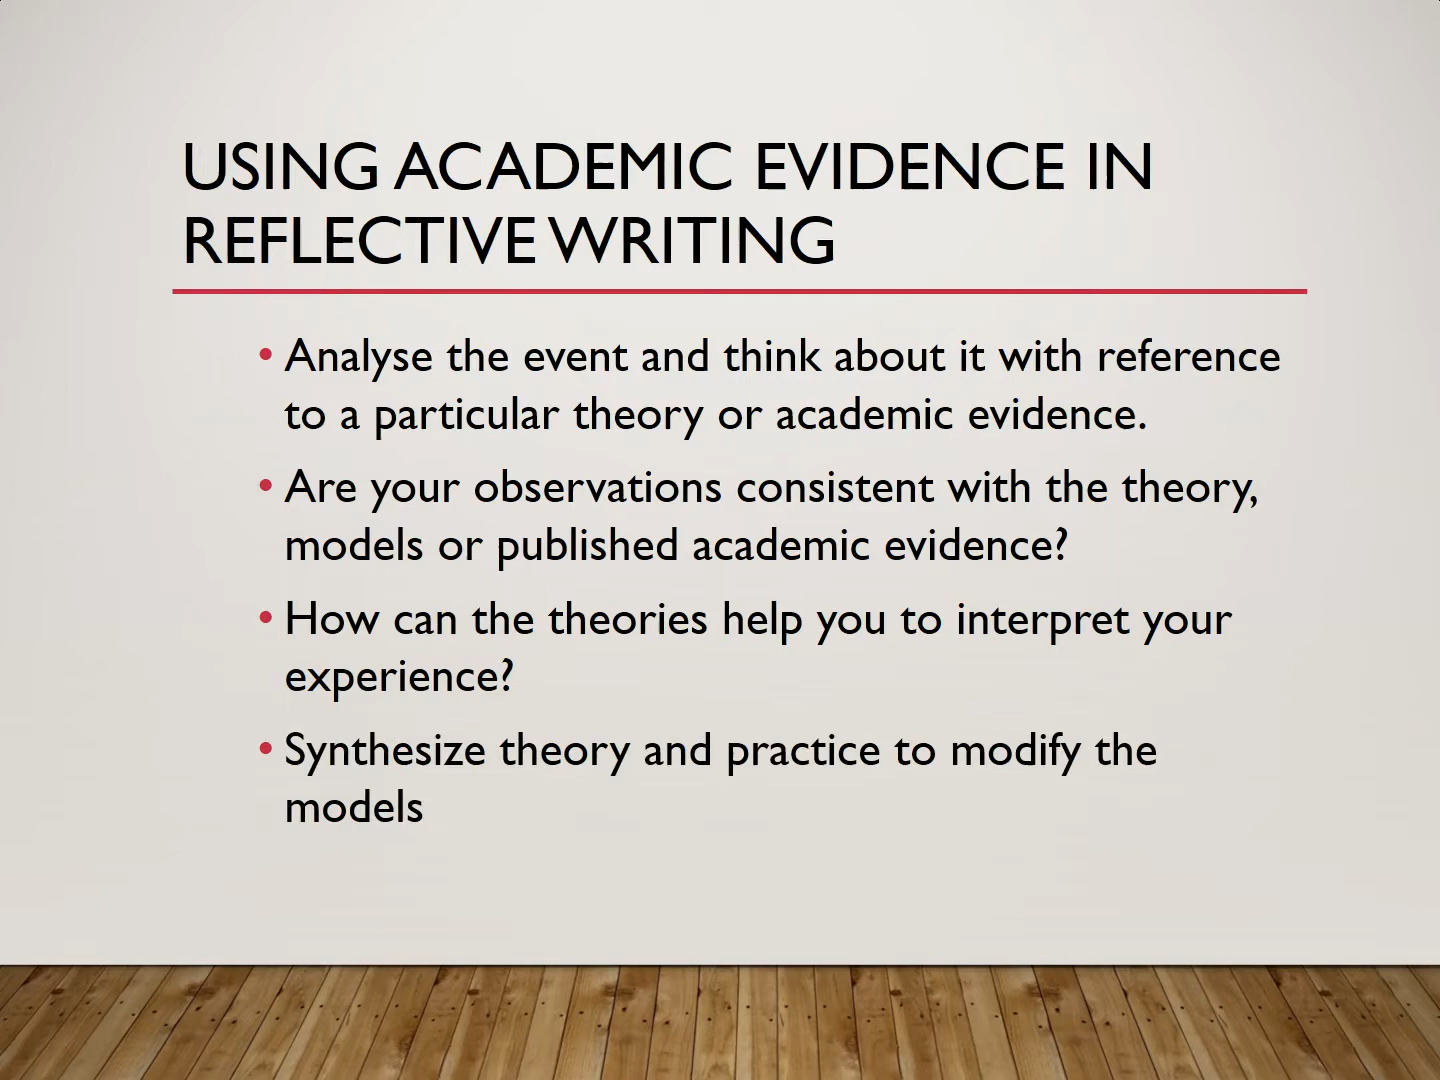 USING ACADEMIC EVIDENCE IN
REFLECTIVE WRITING
• Analyse the event and think about it with reference
to a particular theory or academic evidence.
• Are your observations consistent with the theory,
models or published academic evidence?
• How can the theories help you to interpret your
experience?
• Synthesize theory and practice to modify the
models